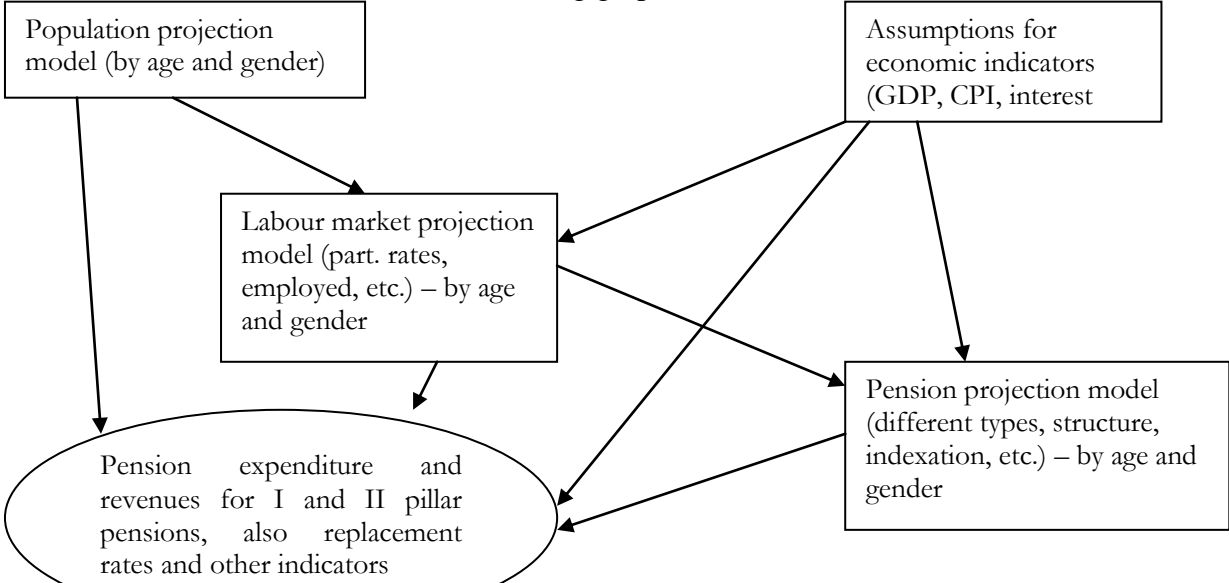 Population projection
model (by age and gender)
Assumptions for
economic indicators
(GDP, CPI, interest
Labour market projection
model (part. rates,
employed, etc.) – by age
and gender
Pension projection model
(different types, structure,
indexation, etc.) – by age and
gender
Pension expenditure and
revenues for I and II pillar
pensions, also replacement
rates and other indicators